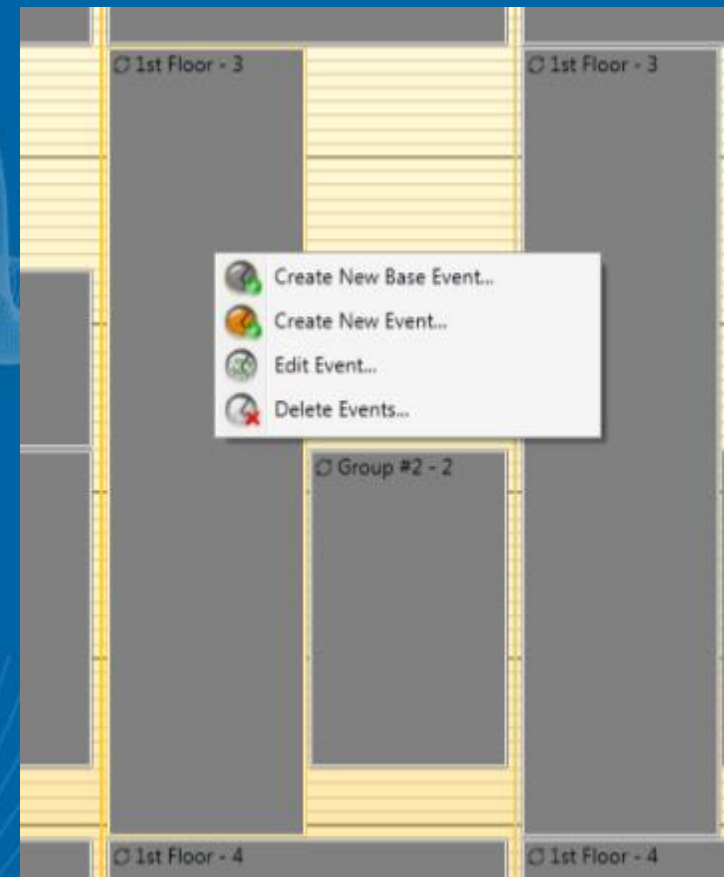 1st Floor - 3
1st Floor - 3
Create New Base Event...
Create New Event...
Edit Event...
Delete Events...
Group #2 - 2
1st Floor - 4
1st Floor - 4